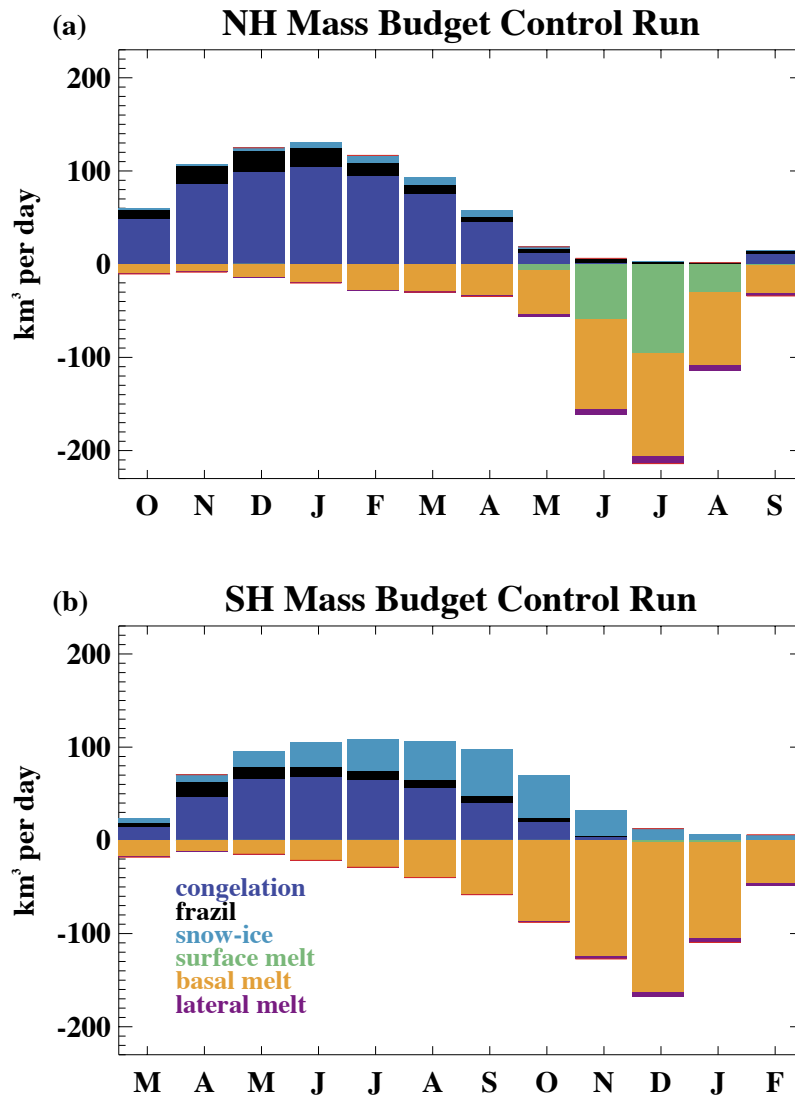 (a) NH Mass Budget Control Run
200
100
0
-100
-200
km³ per day
O N D J F M A M J J A S
(b) SH Mass Budget Control Run
200
100
0
-100
-200
km³ per day
congelation
frazil
snow-ice
surface melt
basal melt
lateral melt
M A M J J A S O N D J F